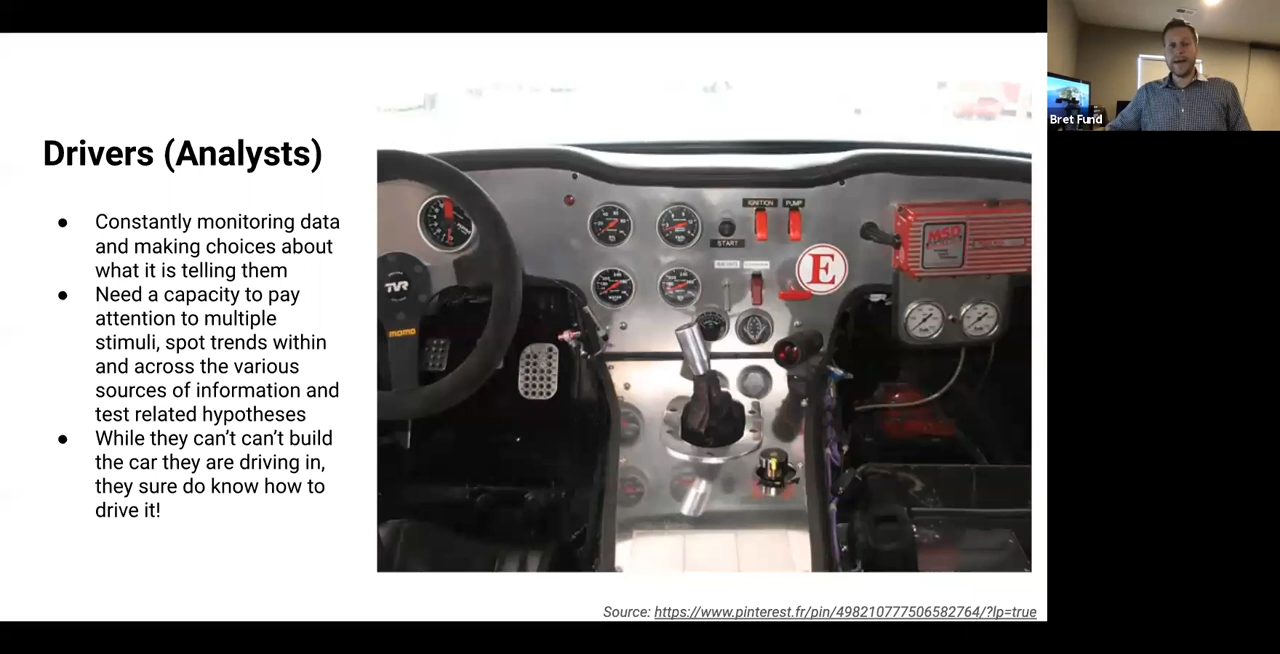 Bret Fund
Drivers (Analysts)
● Constantly monitoring data
and making choices about
what it is telling them
● Need a capacity to pay
attention to multiple
stimuli, spot trends within
and across the various
sources of information and
test related hypotheses
● While they can’t can’t build
the car they are driving in,
they sure do know how to
drive it!
IGNITION PUMP
START
E
MSD
TVR
MOMO
Source: https://www.pinterest.fr/pin/498210777506582764/?lp=true